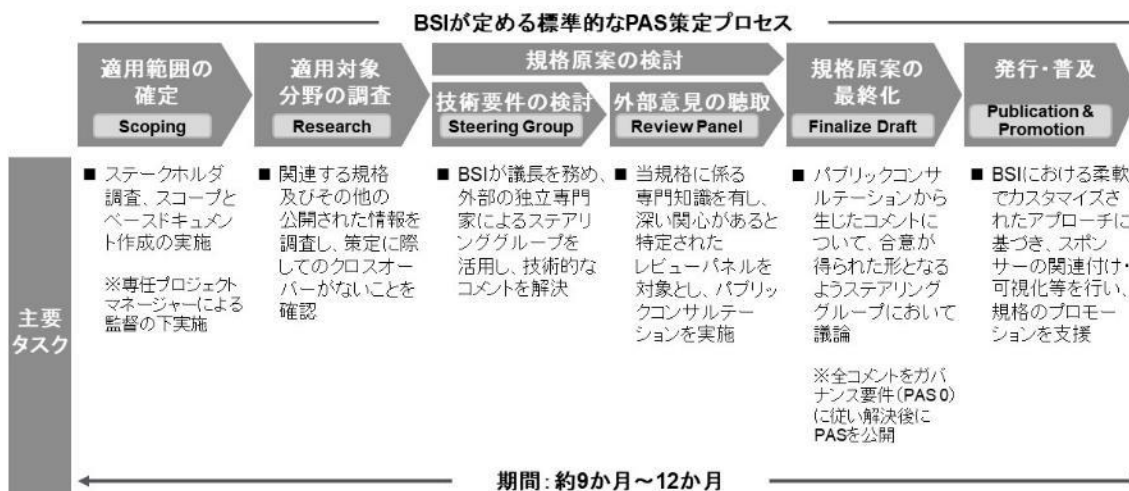 BSIが定める標準的なPAS策定プロセス
適用範囲の
確定
Scoping
適用対象
分野の調査
Research
規格原案の検討
技術要件の検討
Steering Group
外部意見の聴取
Review Panel
規格原案の
最終化
Finalize Draft
発行・普及
Publication &
Promotion
主要
タスク
■ ステークホルダ
調査、スコープと
ベースドキュメン
ト作成の実施
※専任プロジェクト
マネージャーによる
監督の下実施
■ 関連する規格
及びその他の
公開された情報を
調査し、策定に際
してのクロスオー
バーがないことを
確認
■ BSIが議長を務め、
外部の独立専門
家によるステアリ
ンググループを
活用し、技術的な
コメントを解決
■ 当規格に係る
専門知識を有し、
深い関心があると
特定された
レビューパネルを
対象とし、パブリッ
クコンサルテー
ションを実施
■ パブリックコンサ
ルテーションから
生じたコメントに
ついて、合意が
得られた形となる
ようステアリング
グループにおいて
議論
※全コメントをガバ
ナンス要件(PAS 0)
に従い解決後に
PASを公開
■ BSIにおける柔軟
でカスタマイズさ
れたアプローチに
基づき、スポン
サーの関連付け・
可視化等を行い、
規格のプロモー
ションを支援
期間：約9か月～12か月